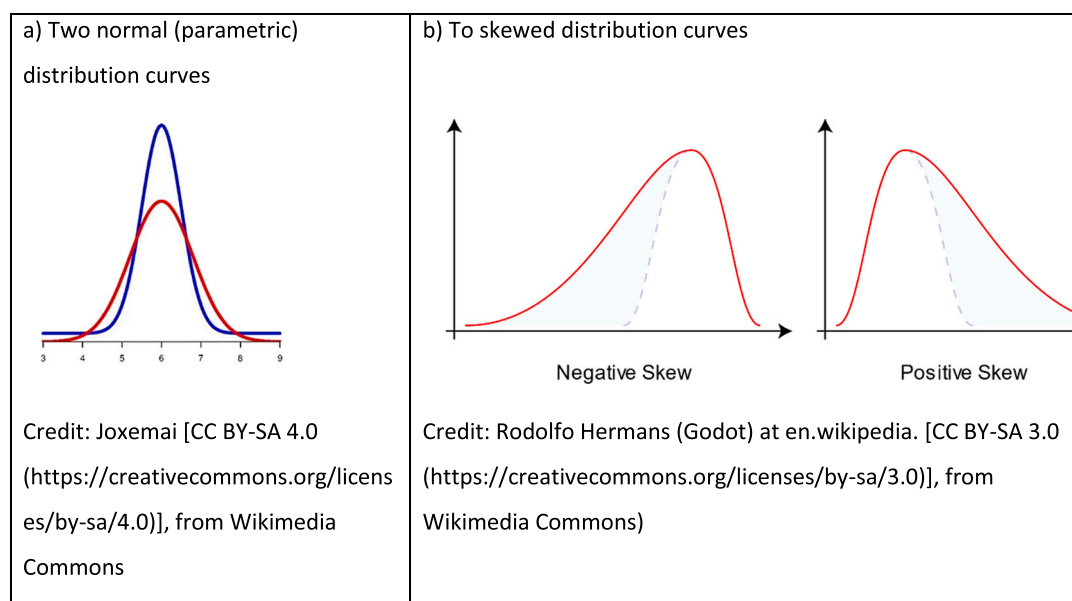 a) Two normal (parametric)
distribution curves
3 4 5 6 7 8 9
Credit: Joxemai [CC BY-SA 4.0
(https://creativecommons.org/licens
es/by-sa/4.0)], from Wikimedia
Commons
b) To skewed distribution curves
Negative Skew
Positive Skew
Credit: Rodolfo Hermans (Godot) at en.wikipedia. [CC BY-SA 3.0
(https://creativecommons.org/licenses/by-sa/3.0)], from
Wikimedia Commons)